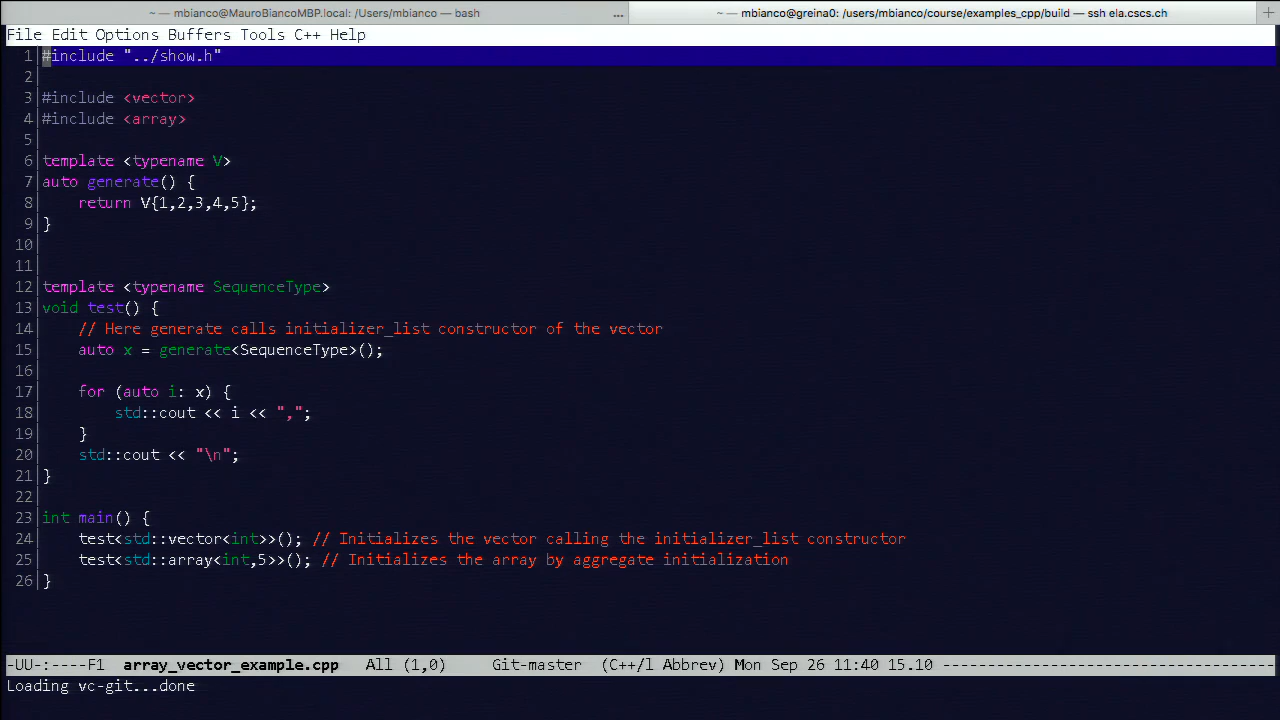 ~ — mbianco@MauroBiancoMBP.local: /Users/mbianco — bash ... ~ — mbianco@greina0: /users/mbianco/course/examples_cpp/build — ssh ela.cscs.ch +
File Edit Options Buffers Tools C++ Help
1 #include "../show.h"
2
3 #include <vector>
4 #include <array>
5
6 template <typename V>
7 auto generate() {
8     return V{1,2,3,4,5};
9 }
10
11
12 template <typename SequenceType>
13 void test() {
14     // Here generate calls initializer_list constructor of the vector
15     auto x = generate<SequenceType>();
16
17     for (auto i: x) {
18         std::cout << i << ",";
19     }
20     std::cout << "\n";
21 }
22
23 int main() {
24     test<std::vector<int>>(); // Initializes the vector calling the initializer_list constructor
25     test<std::array<int,5>>(); // Initializes the array by aggregate initialization
26 }
-UU-:----F1  array_vector_example.cpp   All (1,0)     Git-master  (C++/l Abbrev) Mon Sep 26 11:40 15.10 -------------------------------------
Loading vc-git...done